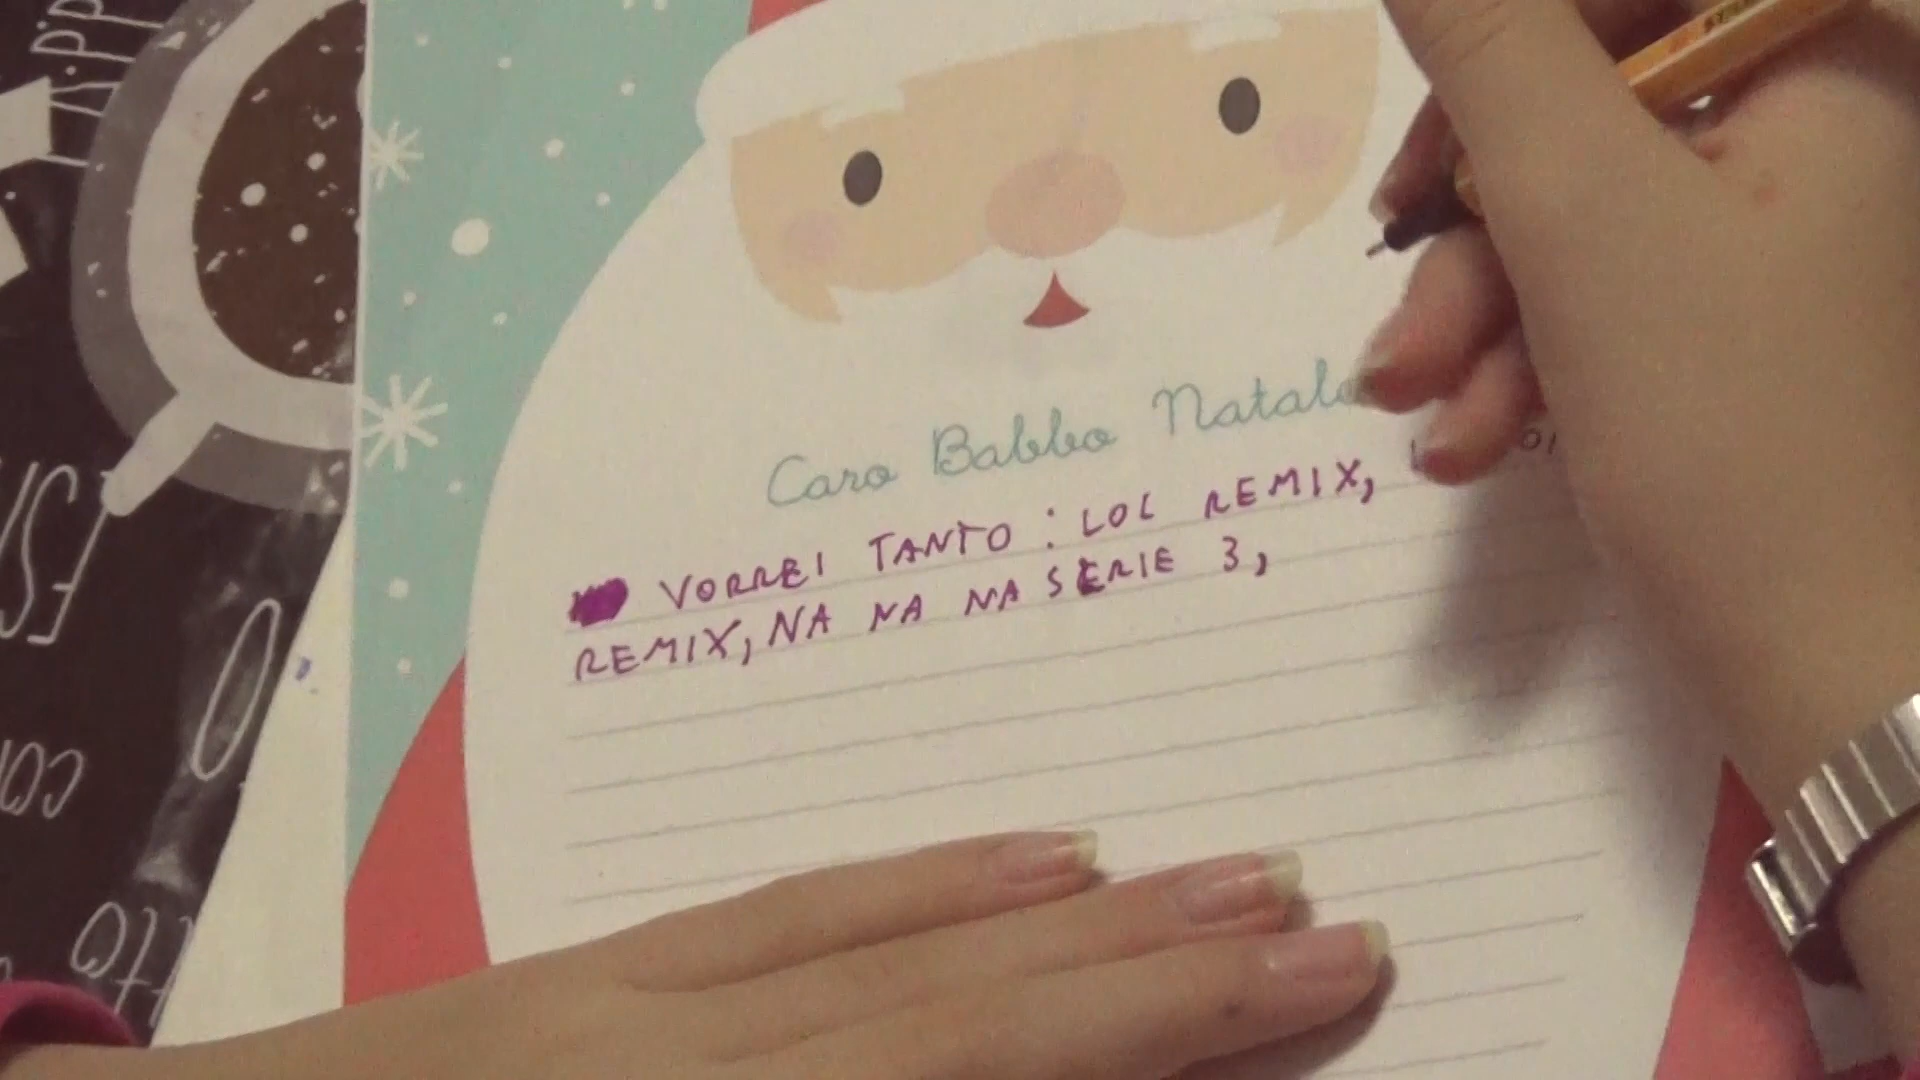 Caro Babbo Natale
VORREI TANTO: LOL REMIX,
REMIX, NA NA NA SERIE 3,